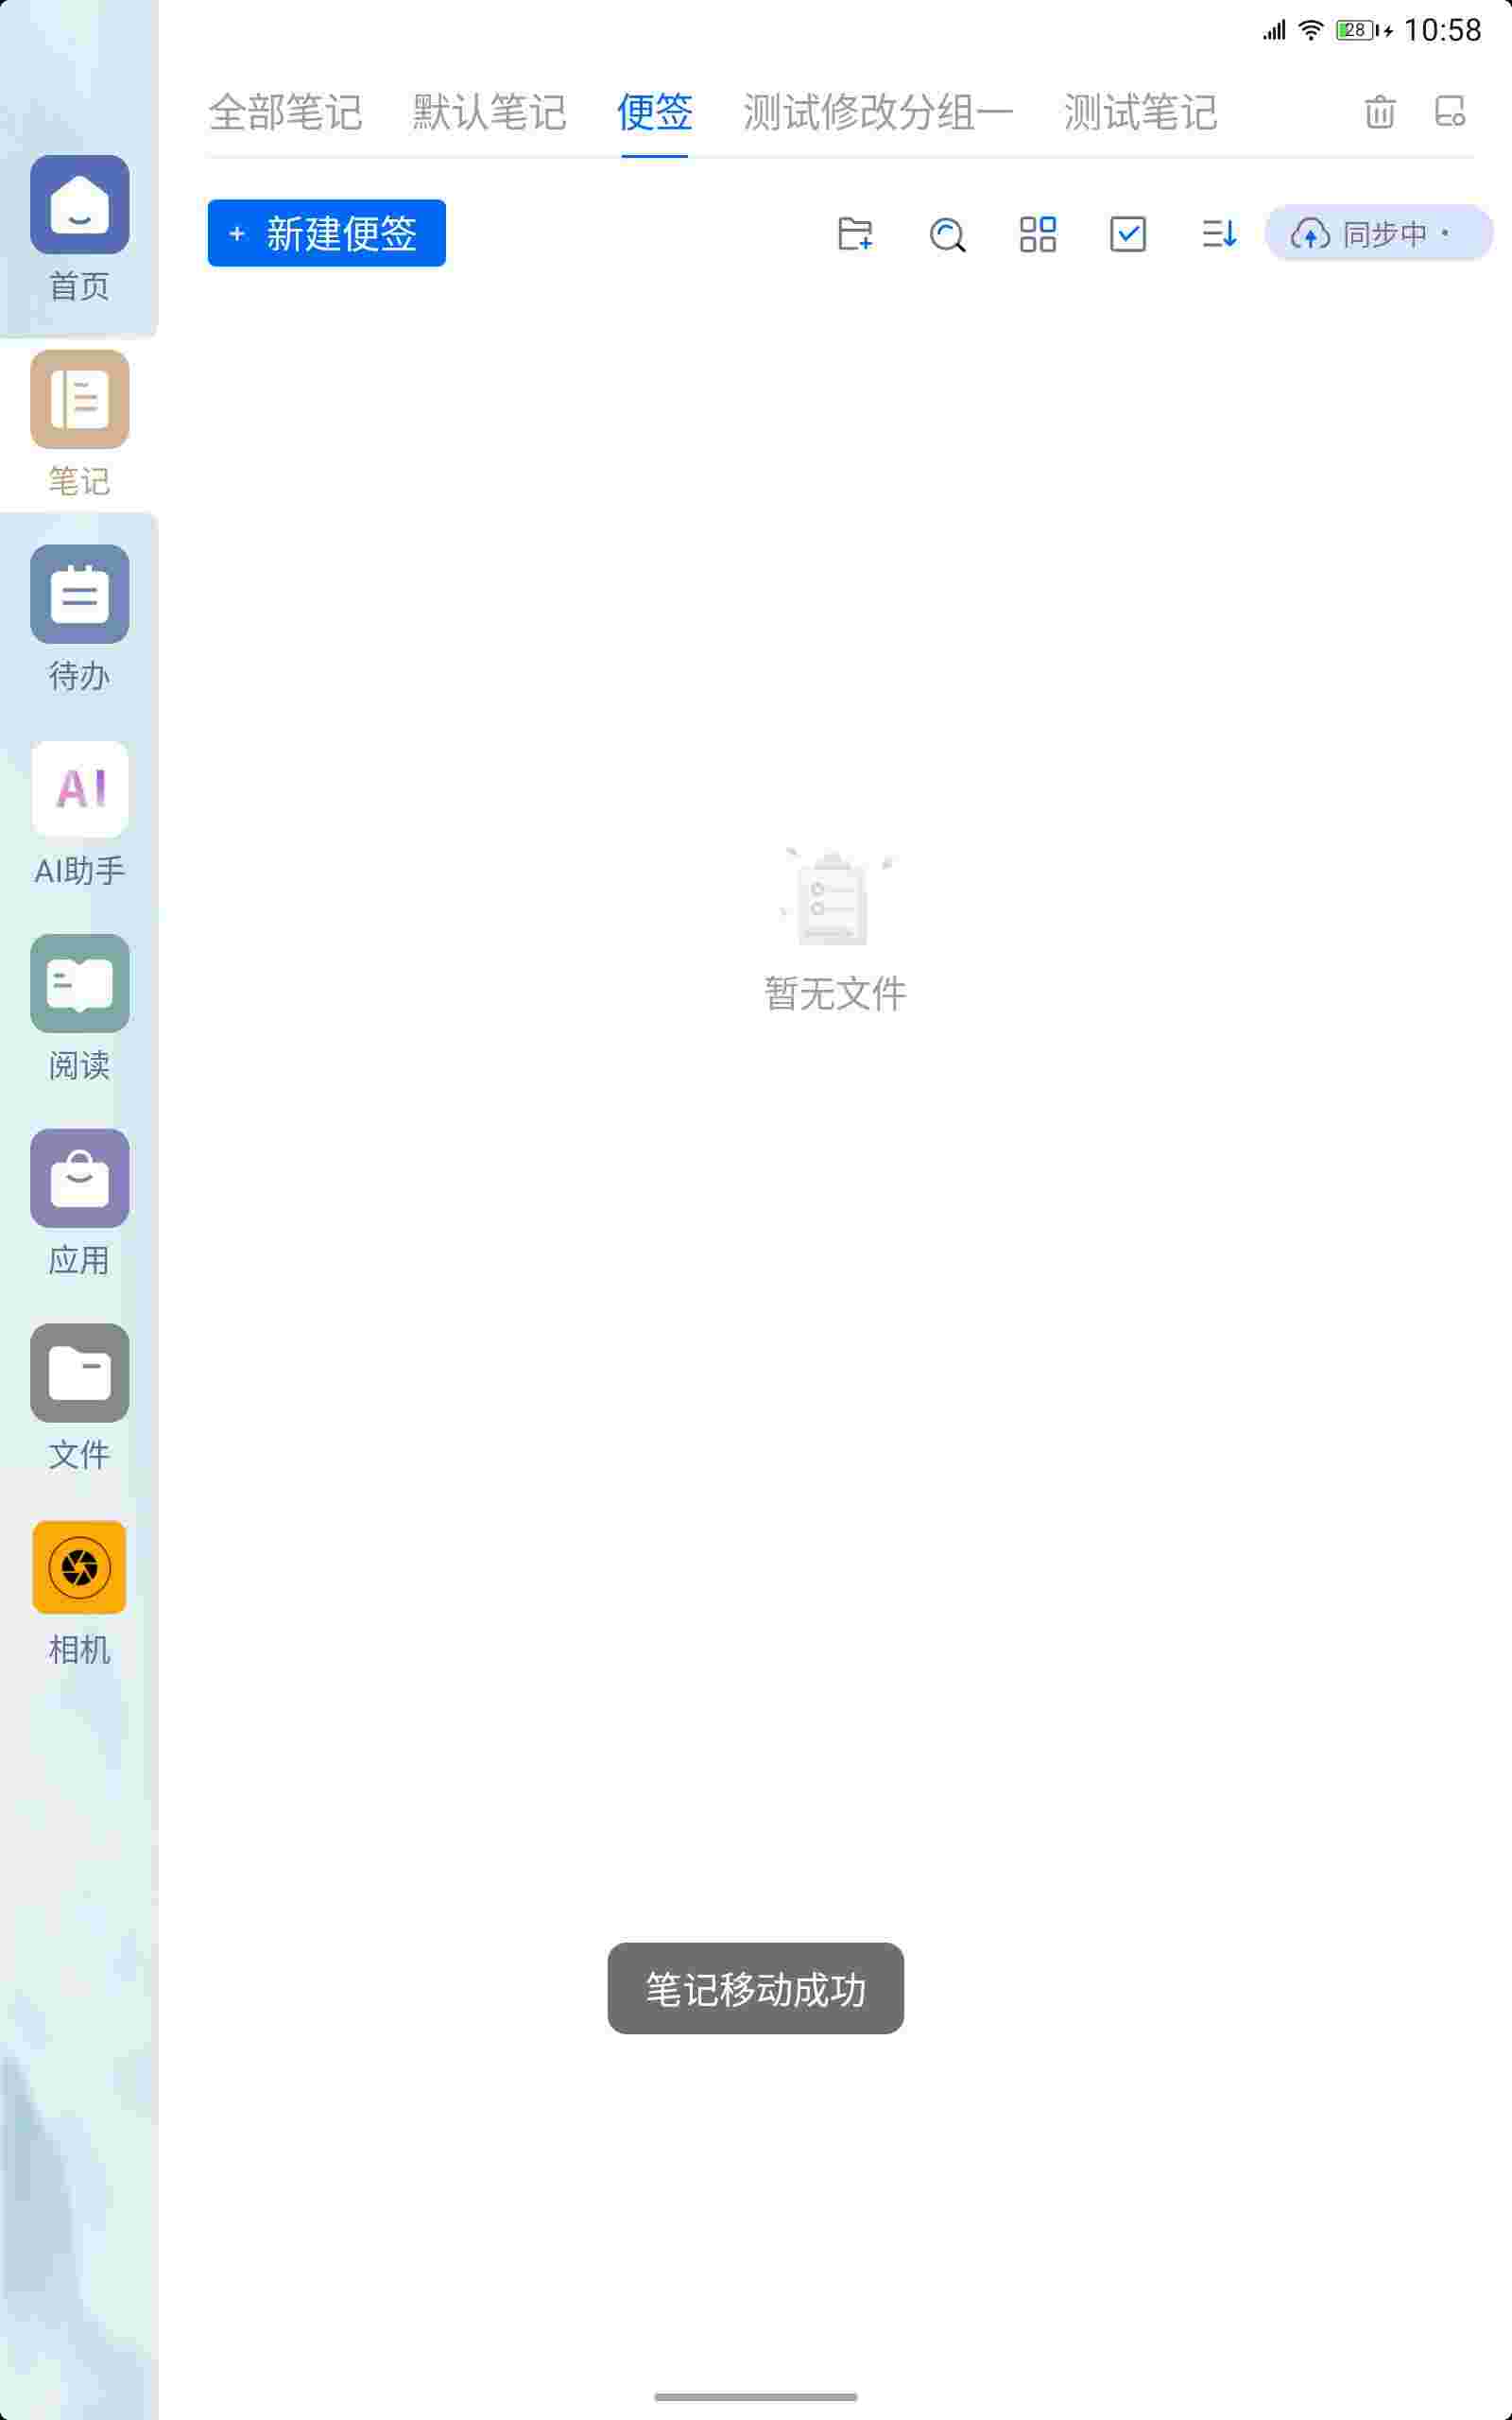 28 10:58
全部笔记 默认笔记 便签 测试修改分组一 测试笔记
+ 新建便签 同步中 ·
首页
笔记
待办
AI
AI助手
阅读
应用
文件
相机
暂无文件
笔记移动成功